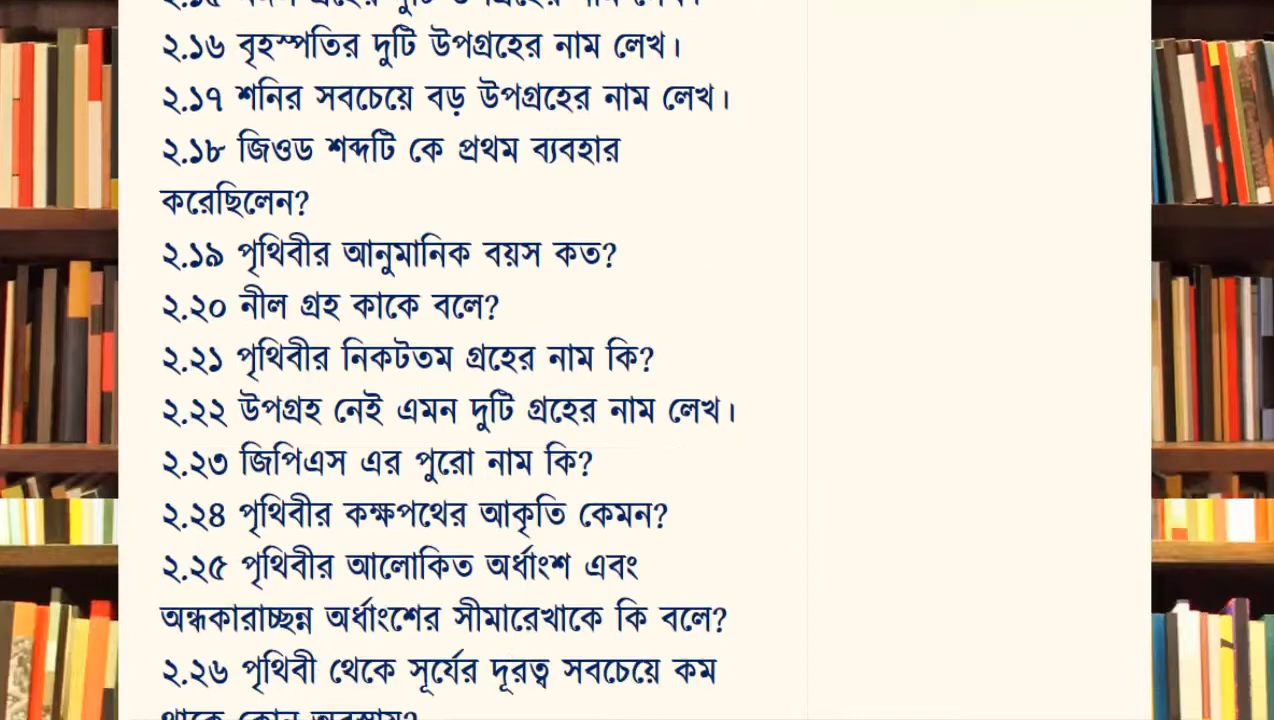 ২.১৬ বৃহস্পতির দুটি উপগ্রহের নাম লেখ।
২.১৭ শনির সবচেয়ে বড় উপগ্রহের নাম লেখ।
২.১৮ জিওড শব্দটি কে প্রথম ব্যবহার
করেছিলেন?
২.১৯ পৃথিবীর আনুমানিক বয়স কত?
২.২০ নীল গ্রহ কাকে বলে?
২.২১ পৃথিবীর নিকটতম গ্রহের নাম কি?
২.২২ উপগ্রহ নেই এমন দুটি গ্রহের নাম লেখ।
২.২৩ জিপিএস এর পুরো নাম কি?
২.২৪ পৃথিবীর কক্ষপথের আকৃতি কেমন?
২.২৫ পৃথিবীর আলোকিত অর্ধাংশ এবং
অন্ধকারাচ্ছন্ন অর্ধাংশের সীমারেখাকে কি বলে?
২.২৬ পৃথিবী থেকে সূর্যের দূরত্ব সবচেয়ে কম